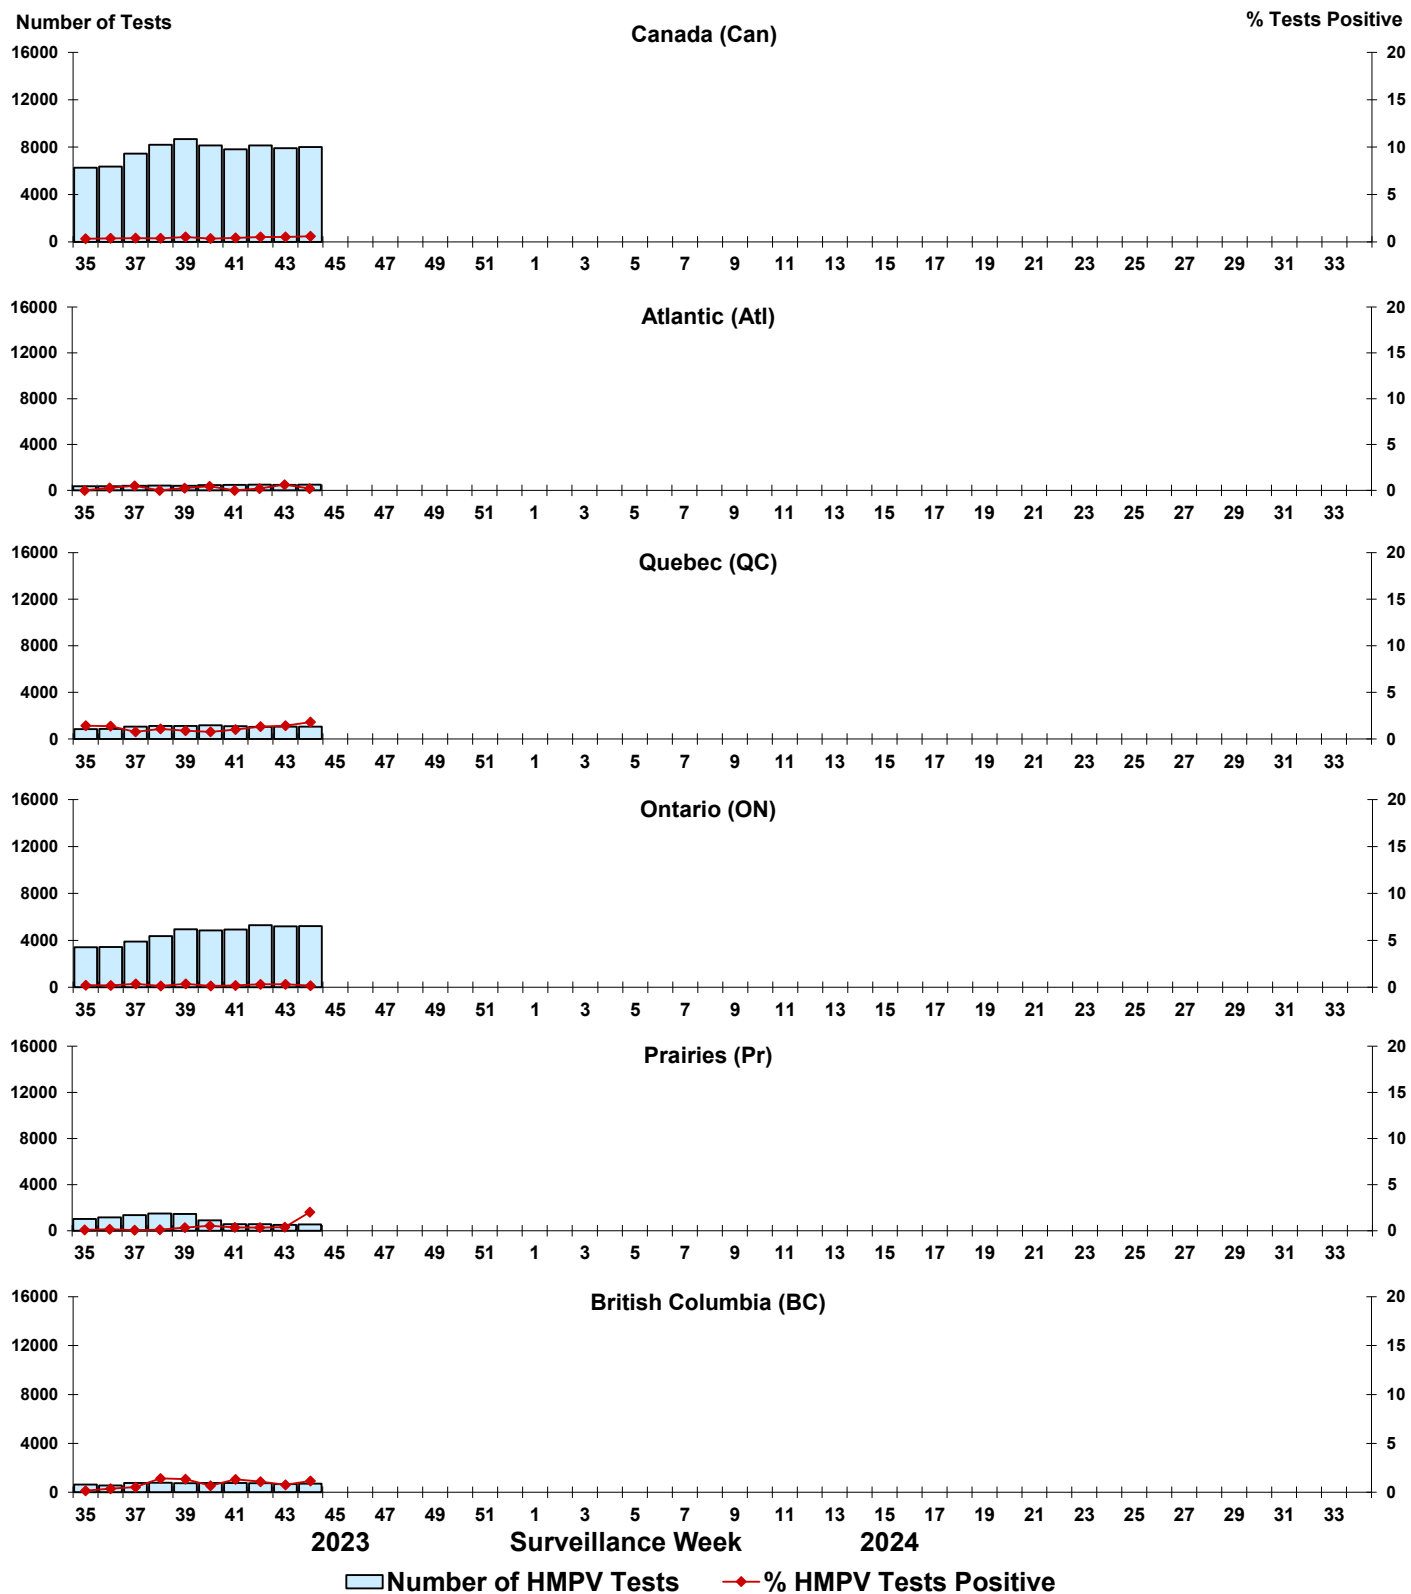 Number of Tests % Tests Positive
Canada (Can)
16000 20
12000 15
8000 10
4000 5
0 0
35 37 39 41 43 45 47 49 51 1 3 5 7 9 11 13 15 17 19 21 23 25 27 29 31 33
Atlantic (Atl)
16000 20
12000 15
8000 10
4000 5
0 0
35 37 39 41 43 45 47 49 51 1 3 5 7 9 11 13 15 17 19 21 23 25 27 29 31 33
Quebec (QC)
16000 20
12000 15
8000 10
4000 5
0 0
35 37 39 41 43 45 47 49 51 1 3 5 7 9 11 13 15 17 19 21 23 25 27 29 31 33
Ontario (ON)
16000 20
12000 15
8000 10
4000 5
0 0
35 37 39 41 43 45 47 49 51 1 3 5 7 9 11 13 15 17 19 21 23 25 27 29 31 33
Prairies (Pr)
16000 20
12000 15
8000 10
4000 5
0 0
35 37 39 41 43 45 47 49 51 1 3 5 7 9 11 13 15 17 19 21 23 25 27 29 31 33
British Columbia (BC)
16000 20
12000 15
8000 10
4000 5
0 0
35 37 39 41 43 45 47 49 51 1 3 5 7 9 11 13 15 17 19 21 23 25 27 29 31 33
2023 Surveillance Week 2024
Number of HMPV Tests % HMPV Tests Positive